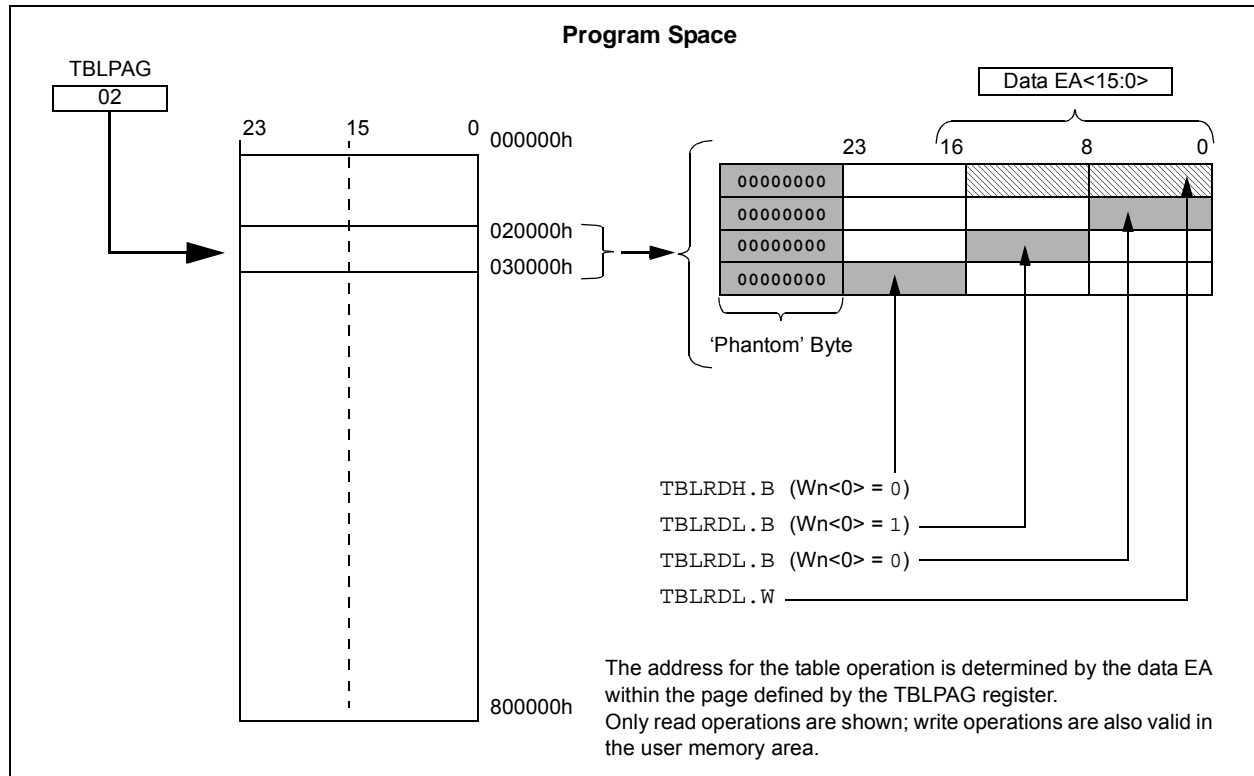 Program Space
TBLPAG
02
Data EA<15:0>
23 15 0
000000h
020000h
030000h
800000h
23 16 8 0
00000000
00000000
00000000
00000000
'Phantom' Byte
TBLRDH.B (Wn<0> = 0)
TBLRDL.B (Wn<0> = 1)
TBLRDL.B (Wn<0> = 0)
TBLRDL.W
The address for the table operation is determined by the data EA
within the page defined by the TBLPAG register.
Only read operations are shown; write operations are also valid in
the user memory area.